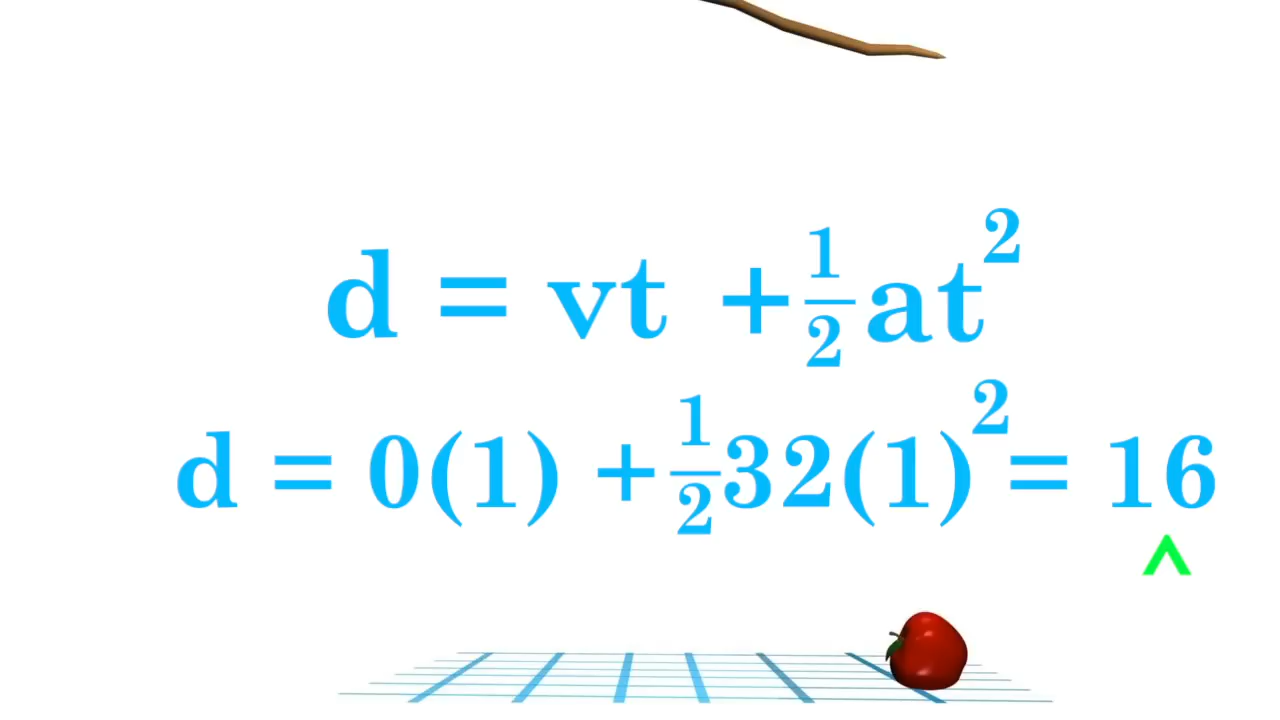 d = vt + ½at²
d = 0(1) + ½32(1)² = 16
^